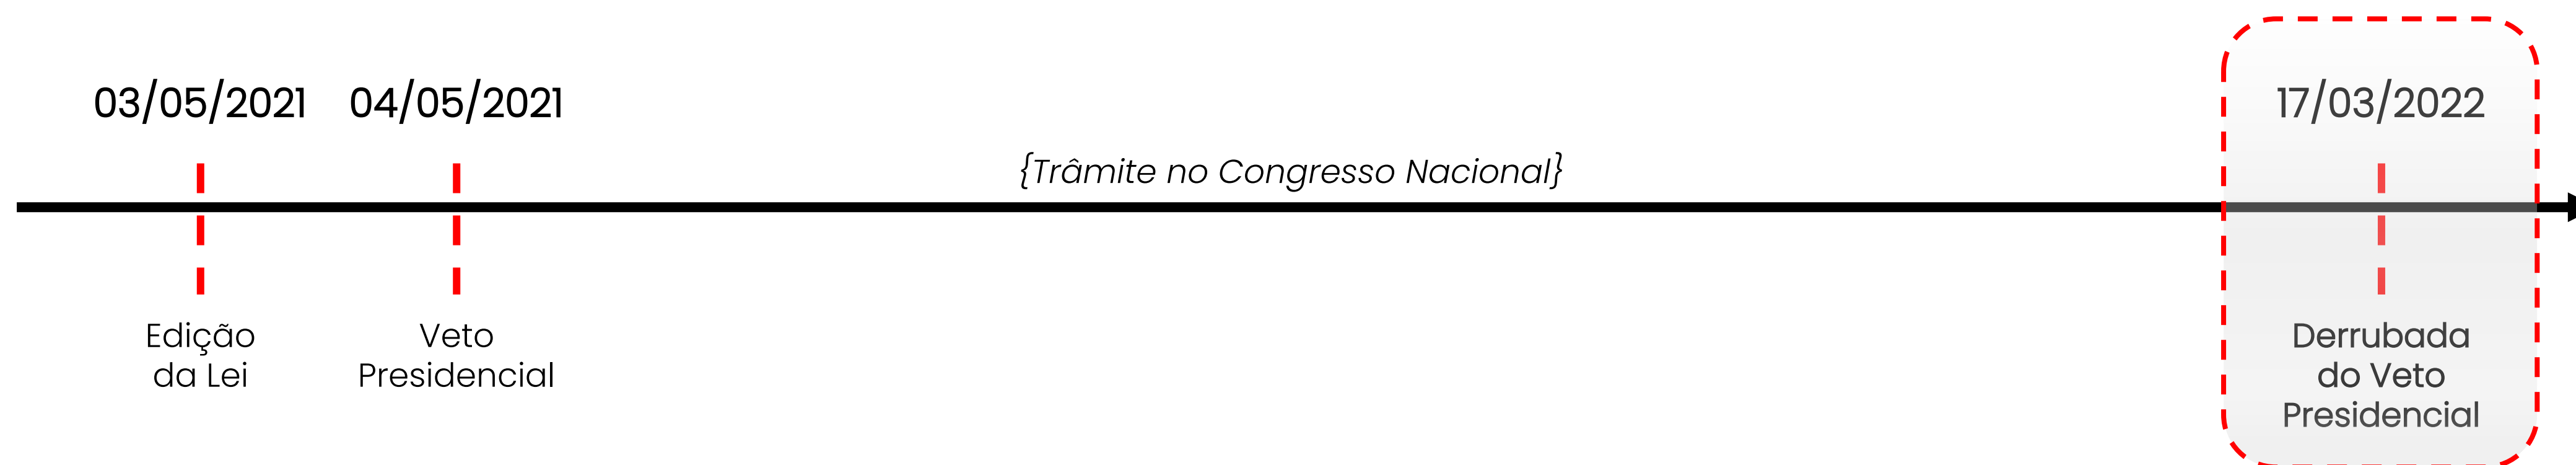 03/05/2021
04/05/2021
17/03/2022
{Trâmite no Congresso Nacional}
Edição
da Lei
Veto
Presidencial
Derrubada
do Veto
Presidencial